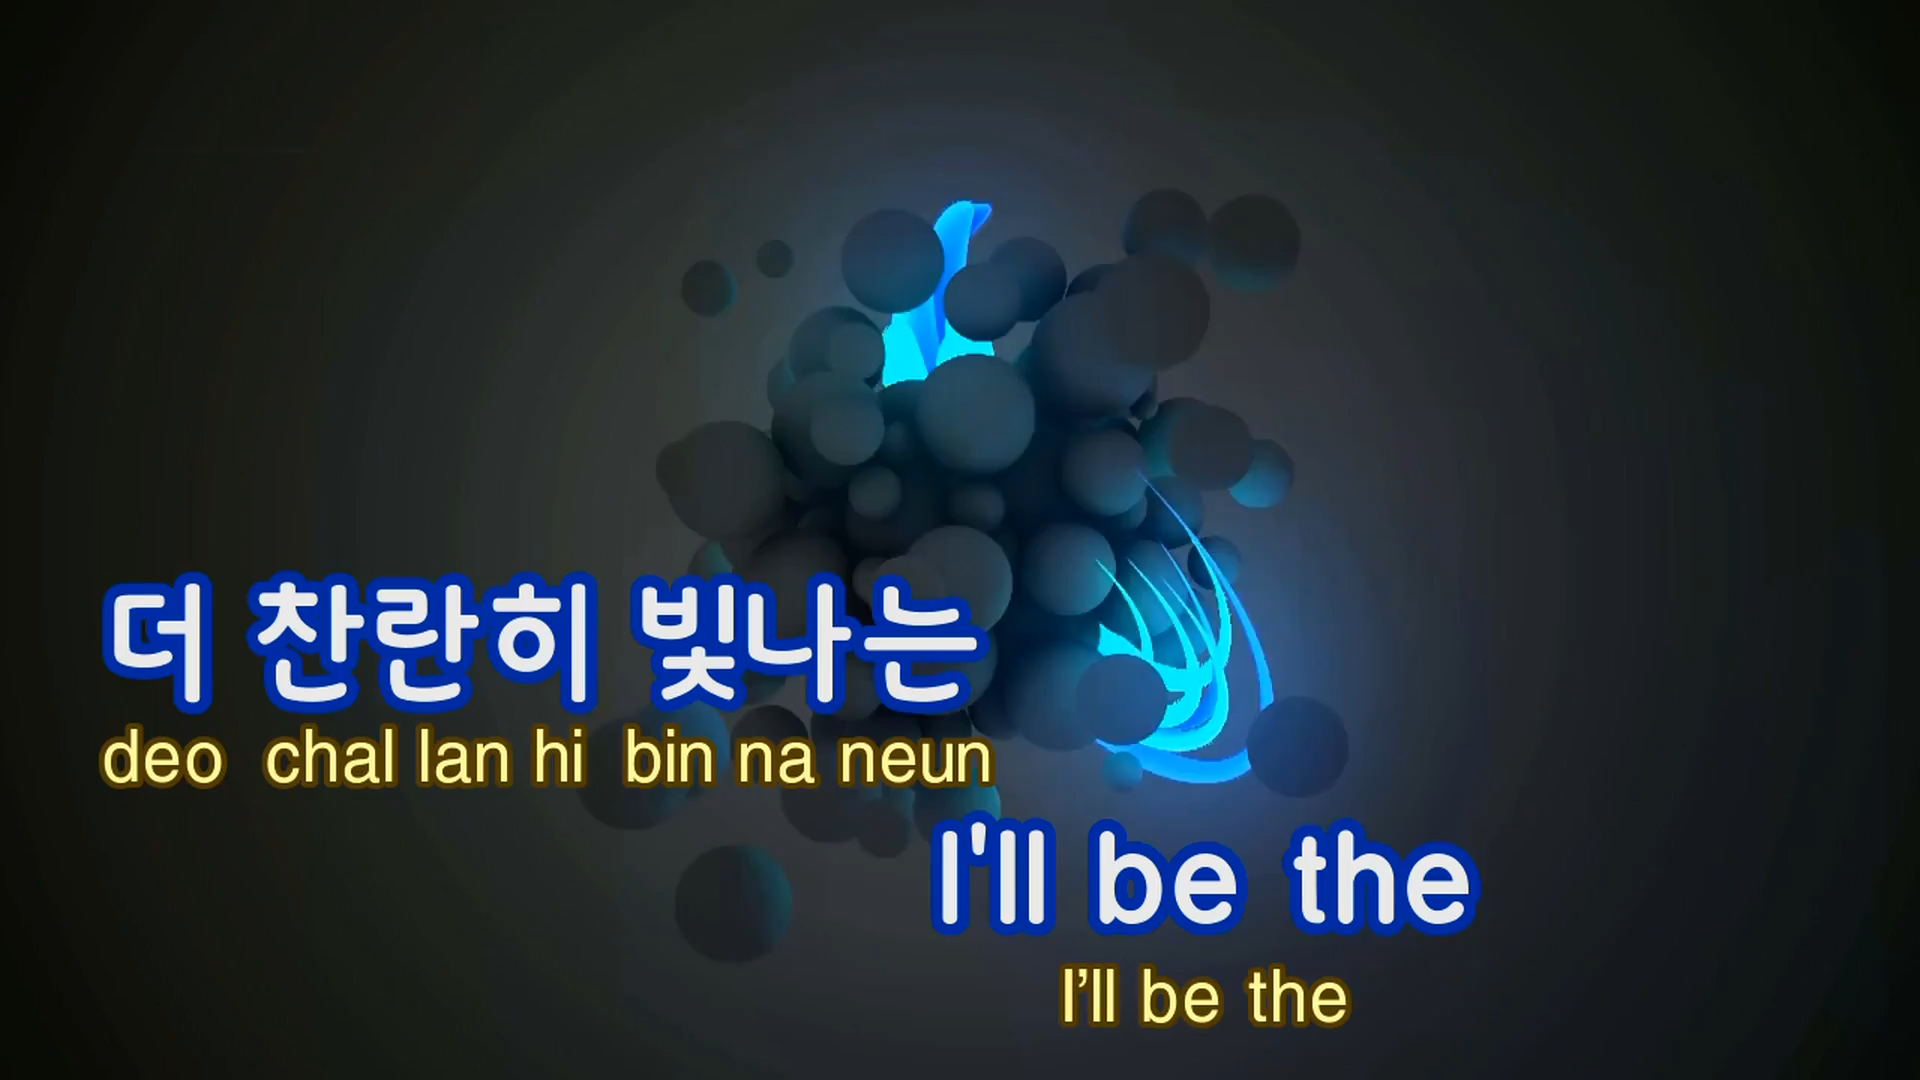 더 찬란히 빛나는
deo chal lan hi bin na neun
I'll be the
I’ll be the